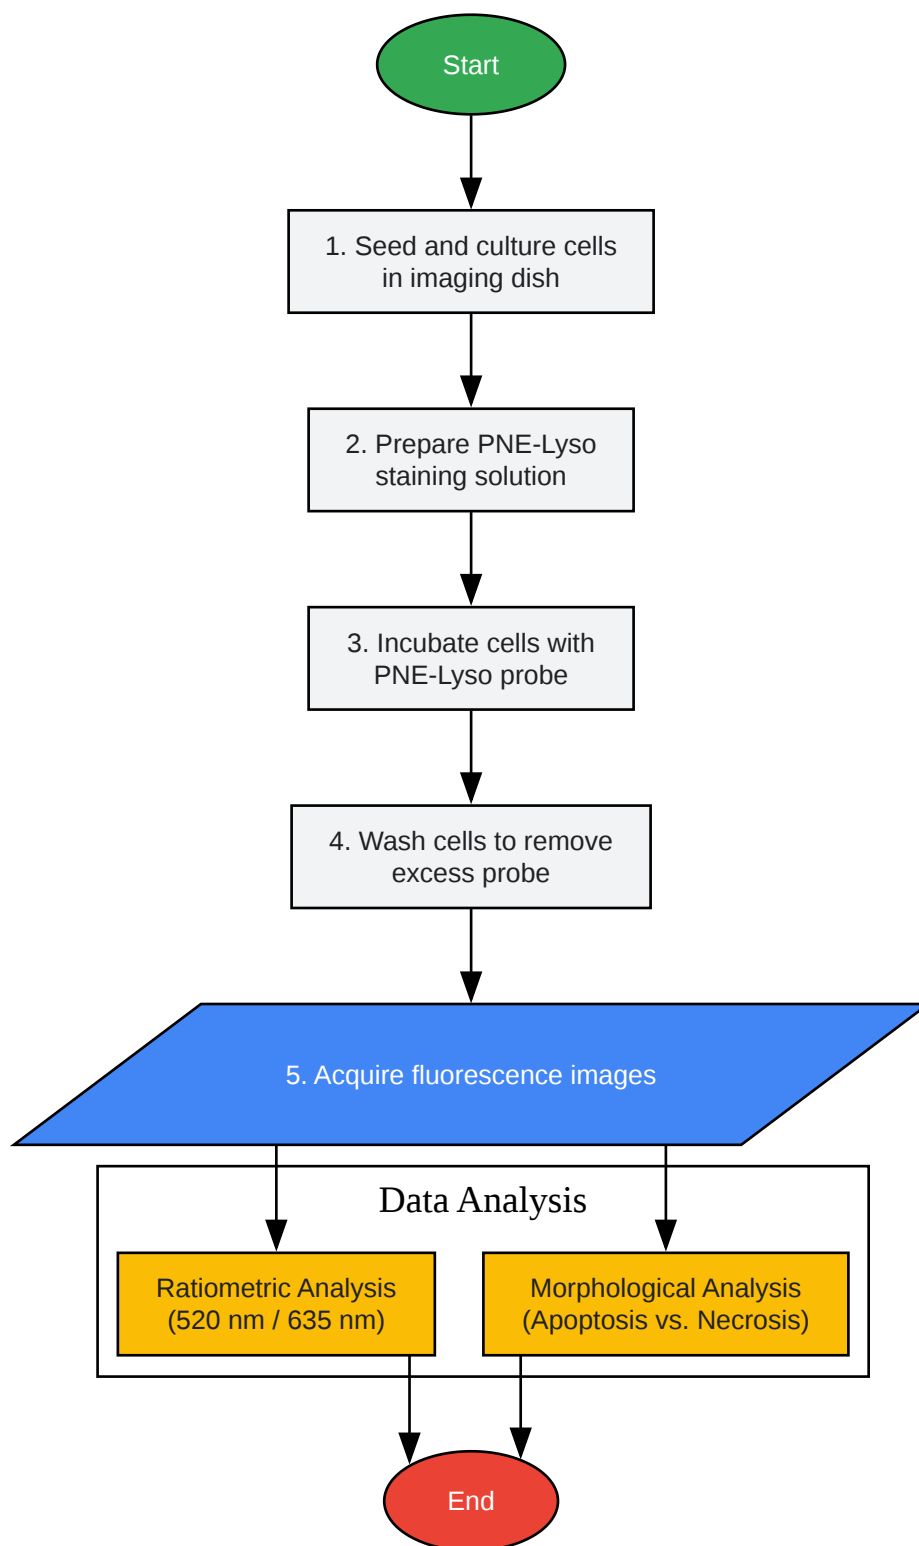 Start
1. Seed and culture cells
in imaging dish
2. Prepare PNE-Lyso
staining solution
3. Incubate cells with
PNE-Lyso probe
4. Wash cells to remove
excess probe
5. Acquire fluorescence images
Data Analysis
Ratiometric Analysis
(520 nm / 635 nm)
Morphological Analysis
(Apoptosis vs. Necrosis)
End